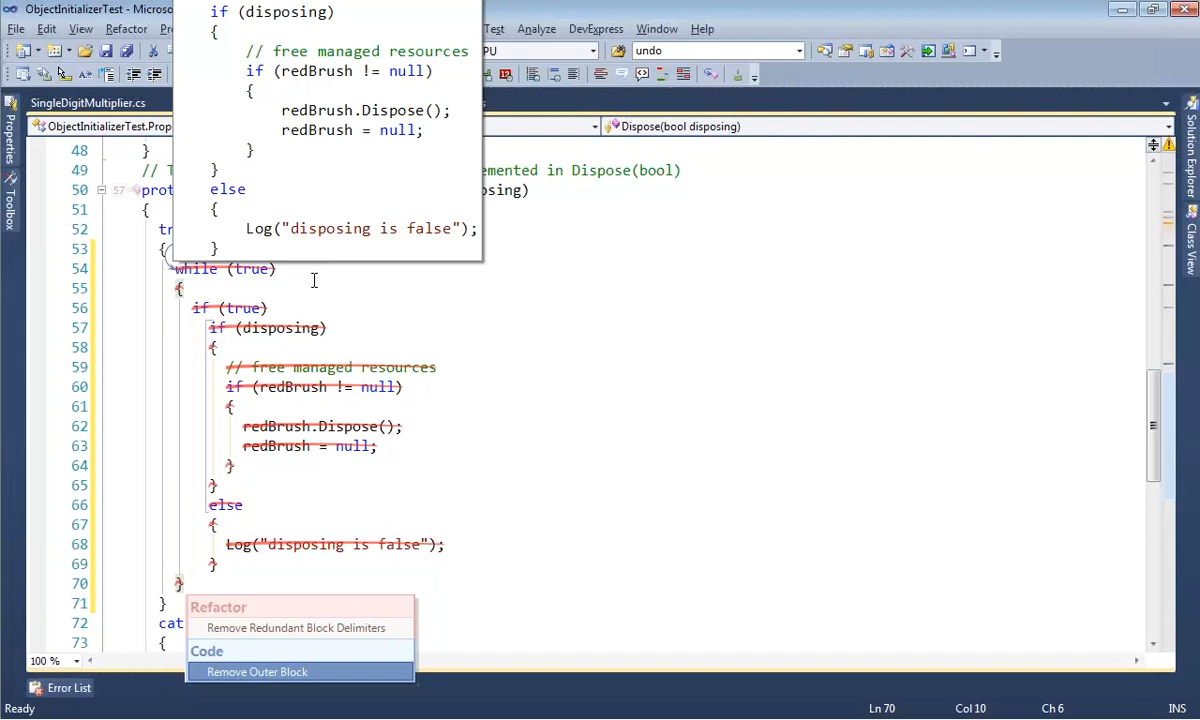 ObjectInitializerTest - Microso
if (disposing)
{
// free managed resources
if (redBrush != null)
{
redBrush.Dispose();
redBrush = null;
}
}
else
{
Log("disposing is false");
}
File Edit View Refactor Pr Test Analyze DevExpress Window Help
PU undo
SingleDigitMultiplier.cs s
ObjectInitializerTest.Prop Dispose(bool disposing)
Properties
Toolbox
Solution Explorer
Class View
48 }
49 // T emented in Dispose(bool)
50 57 prot posing)
51 {
52 tr
53 {
54 while (true)
55 {
56 if (true)
57 if (disposing)
58 {
59 // free managed resources
60 if (redBrush != null)
61 {
62 redBrush.Dispose();
63 redBrush = null;
64 }
65 }
66 else
67 {
68 Log("disposing is false");
69 }
70 }
71 }
72 cat
73 {
Refactor
Remove Redundant Block Delimiters
Code
Remove Outer Block
100 %
Error List
Ready Ln 70 Col 10 Ch 6 INS